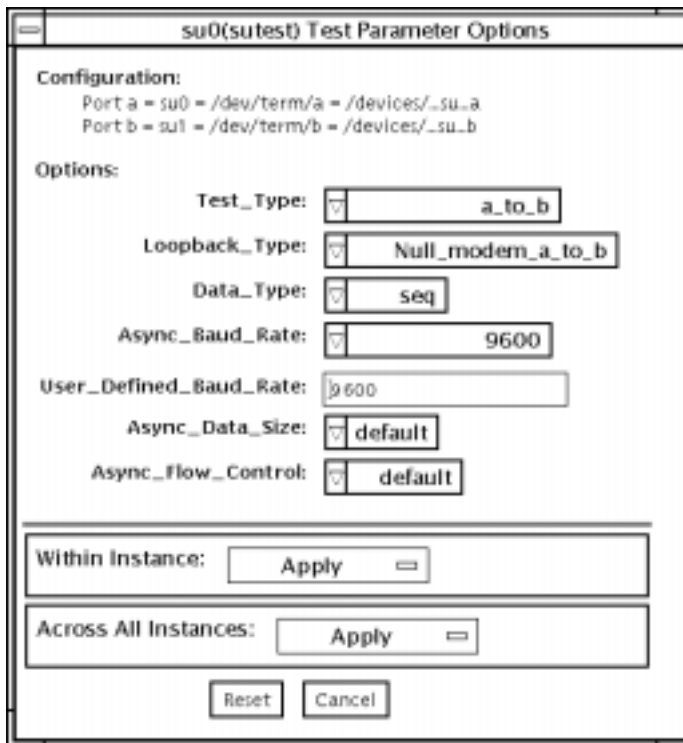 su0(sutest) Test Parameter Options
Configuration:
Port a = su0 = /dev/term/a = /devices/...su...a
Port b = su1 = /dev/term/b = /devices/...su...b
Options:
Test_Type: a_to_b
Loopback_Type: Null_modem_a_to_b
Data_Type: seq
Async_Baud_Rate: 9600
User_Defined_Baud_Rate: 9600
Async_Data_Size: default
Async_Flow_Control: default
Within Instance: Apply
Across All Instances: Apply
Reset Cancel